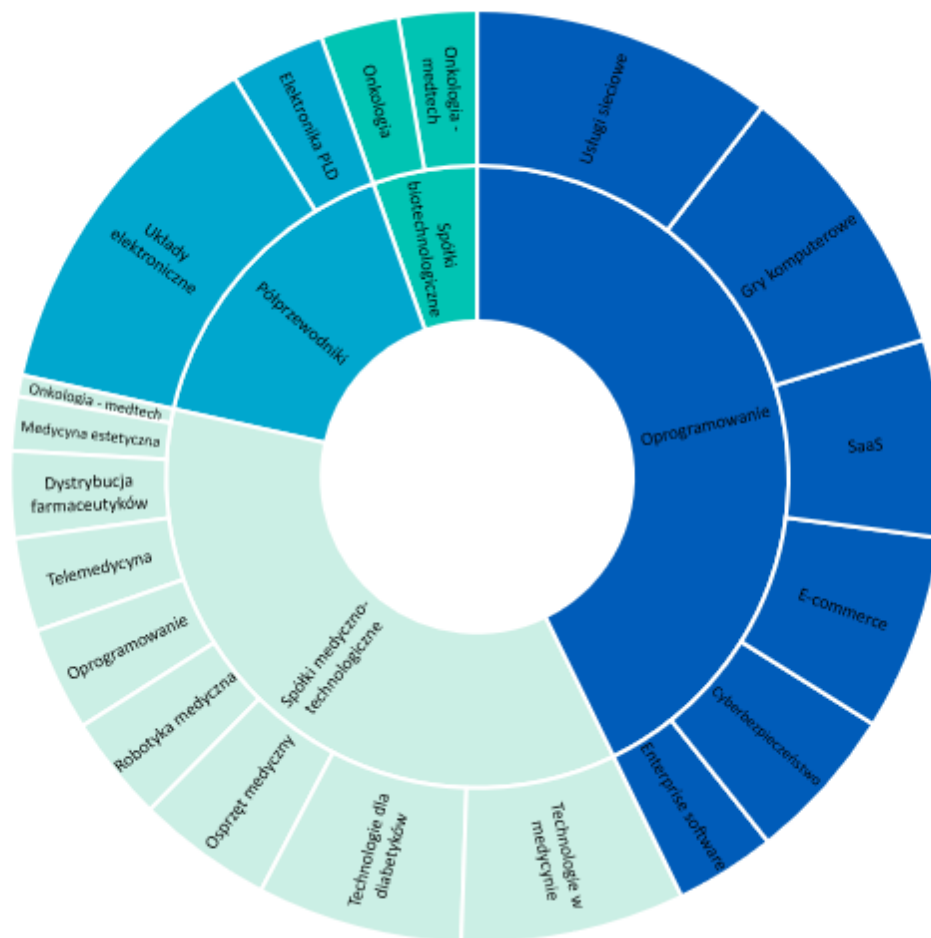 Usługi sieciowe
Gry komputerowe
SaaS
E-commerce
Cyberbezpieczeństwo
Enterprise software
Oprogramowanie
Technologie w
medycynie
Technologie dla
diabetyków
Osprzęt medyczny
Robotyka medyczna
Oprogramowanie
Telemedycyna
Dystrybucja
farmaceutyków
Medycyna estetyczna
Onkologia - medtech
Spółki medyczno-
technologiczne
Układy
elektroniczne
Elektronika PLD
Półprzewodniki
Onkologia
Onkologia -
medtech
Spółki
biotechnologiczne